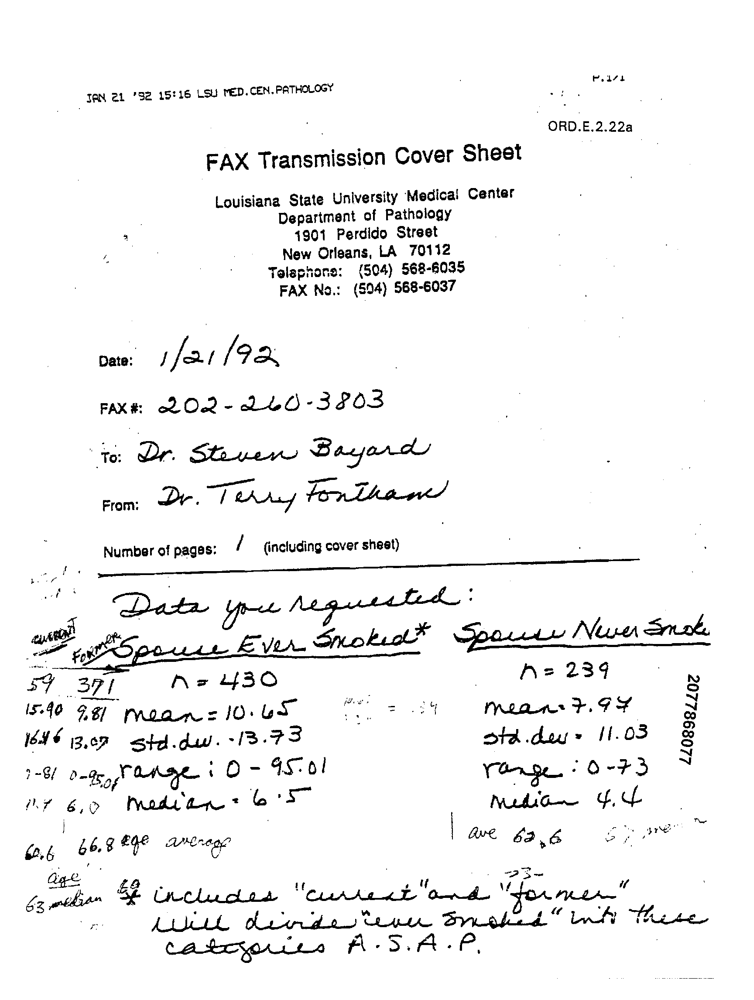 JAN 21 '92 15:16 LSU MED.CEN.PATHOLOGY
P.1/1
ORD.E.2.22a
FAX Transmission Cover Sheet
Louisiana State University Medical Center
Department of Pathology
1901 Perdido Street
New Orleans, LA 70112
Telephone: (504) 568-6035
FAX No.: (504) 568-6037
Date: 1/21/92
FAX #: 202-260-3803
To: Dr. Steven Bayard
From: Dr. Terry Fontham
Number of pages: 1 (including cover sheet)
Data you requested:
current Former Spouse Ever Smoked* Spouse Never Smoke
59 371 n = 430 n = 239
15.90 9.81 mean = 10.65 mean = 7.97
16.46 13.07 std.dev. - 13.73 std.dev = 11.03
0-95.01 range: 0 - 95.01 range: 0-73
11.7 6.0 median = 6.5 median 4.4
60.6 66.8 age average ave 62.6
age
63 median * includes "current" and "former"
Will divide "ever smoked" into these
categories A.S.A.P.
2077868077